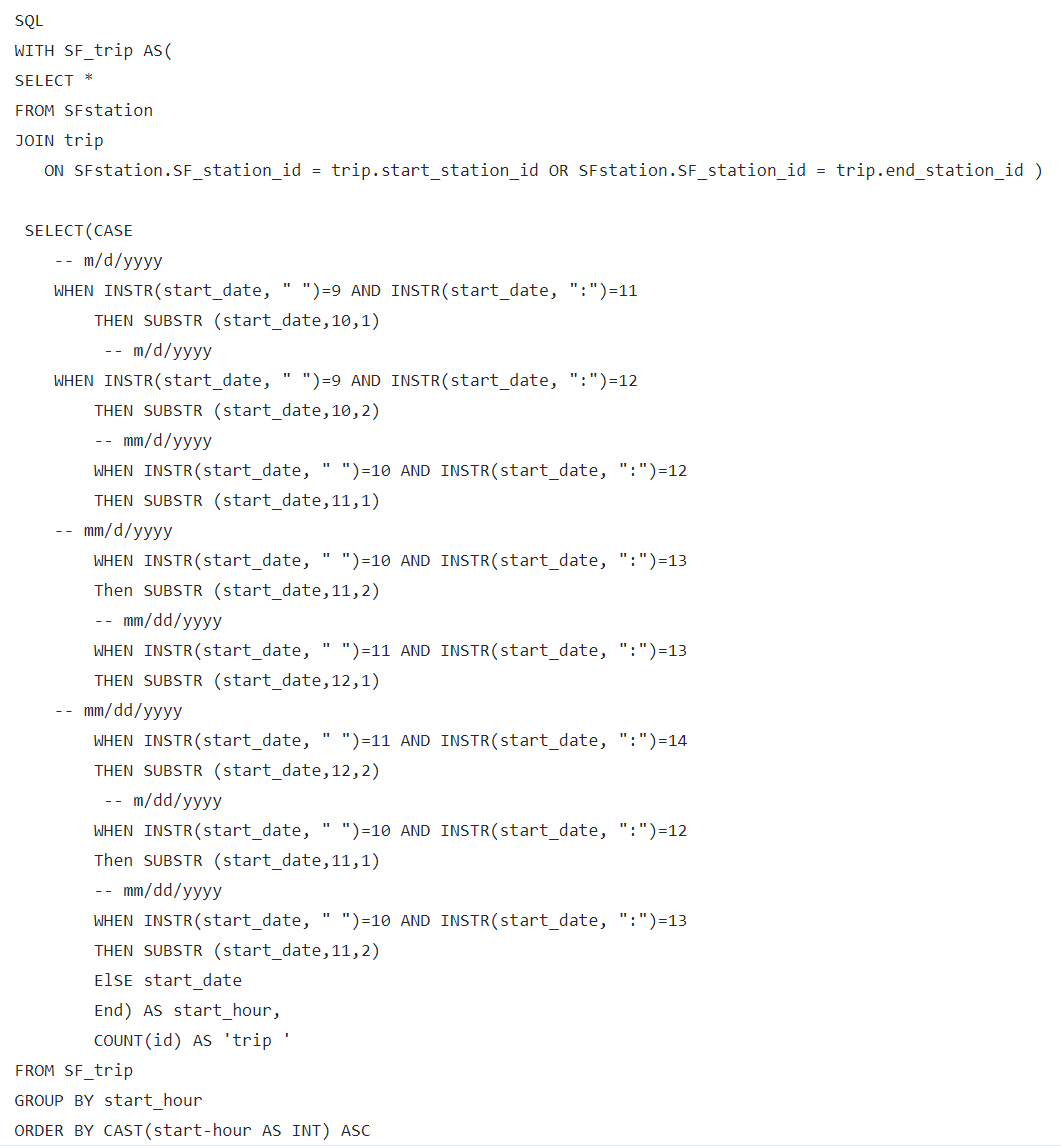 SQL
WITH SF_trip AS(
SELECT *
FROM SFstation
JOIN trip
ON SFstation.SF_station_id = trip.start_station_id OR SFstation.SF_station_id = trip.end_station_id )
SELECT(CASE
-- m/d/yyyy
WHEN INSTR(start_date, " ")=9 AND INSTR(start_date, ":")=11
THEN SUBSTR (start_date,10,1)
-- m/d/yyyy
WHEN INSTR(start_date, " ")=9 AND INSTR(start_date, ":")=12
THEN SUBSTR (start_date,10,2)
-- mm/d/yyyy
WHEN INSTR(start_date, " ")=10 AND INSTR(start_date, ":")=12
THEN SUBSTR (start_date,11,1)
-- mm/d/yyyy
WHEN INSTR(start_date, " ")=10 AND INSTR(start_date, ":")=13
Then SUBSTR (start_date,11,2)
-- mm/dd/yyyy
WHEN INSTR(start_date, " ")=11 AND INSTR(start_date, ":")=13
THEN SUBSTR (start_date,12,1)
-- mm/dd/yyyy
WHEN INSTR(start_date, " ")=11 AND INSTR(start_date, ":")=14
THEN SUBSTR (start_date,12,2)
-- m/dd/yyyy
WHEN INSTR(start_date, " ")=10 AND INSTR(start_date, ":")=12
Then SUBSTR (start_date,11,1)
-- mm/dd/yyyy
WHEN INSTR(start_date, " ")=10 AND INSTR(start_date, ":")=13
THEN SUBSTR (start_date,11,2)
ElSE start_date
End) AS start_hour,
COUNT(id) AS 'trip '
FROM SF_trip
GROUP BY start_hour
ORDER BY CAST(start-hour AS INT) ASC